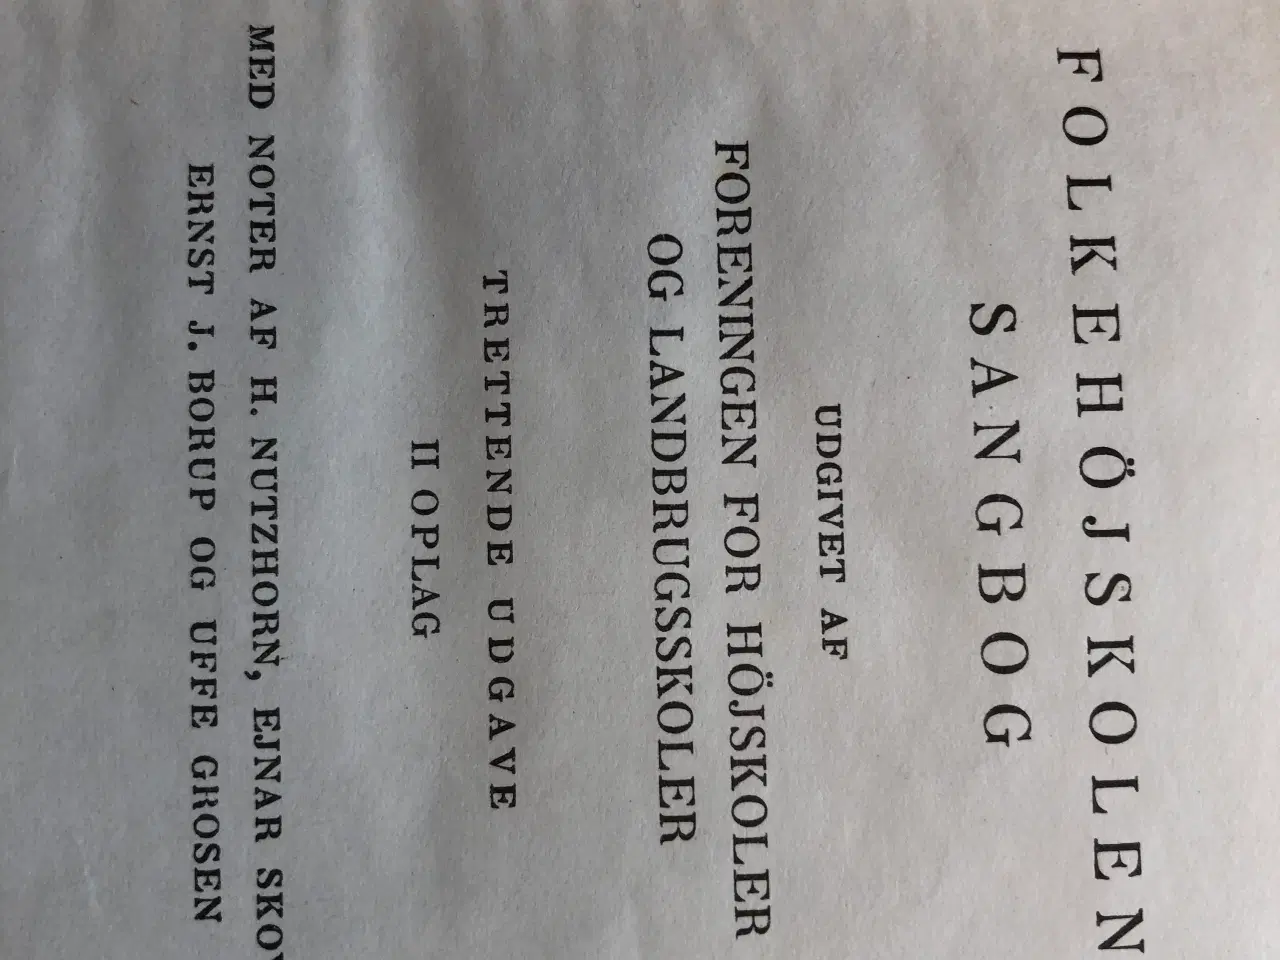 FOLKEHÖJSKOLEN
SANGBOG
UDGIVET AF
FORENINGEN FOR HÖJSKOLER
OG LANDBRUGSSKOLER
TRETTENDE UDGAVE
II OPLAG
MED NOTER AF H. NUTZHORN, EJNAR
ERNST J. BORUP OG UFFE GROSEN